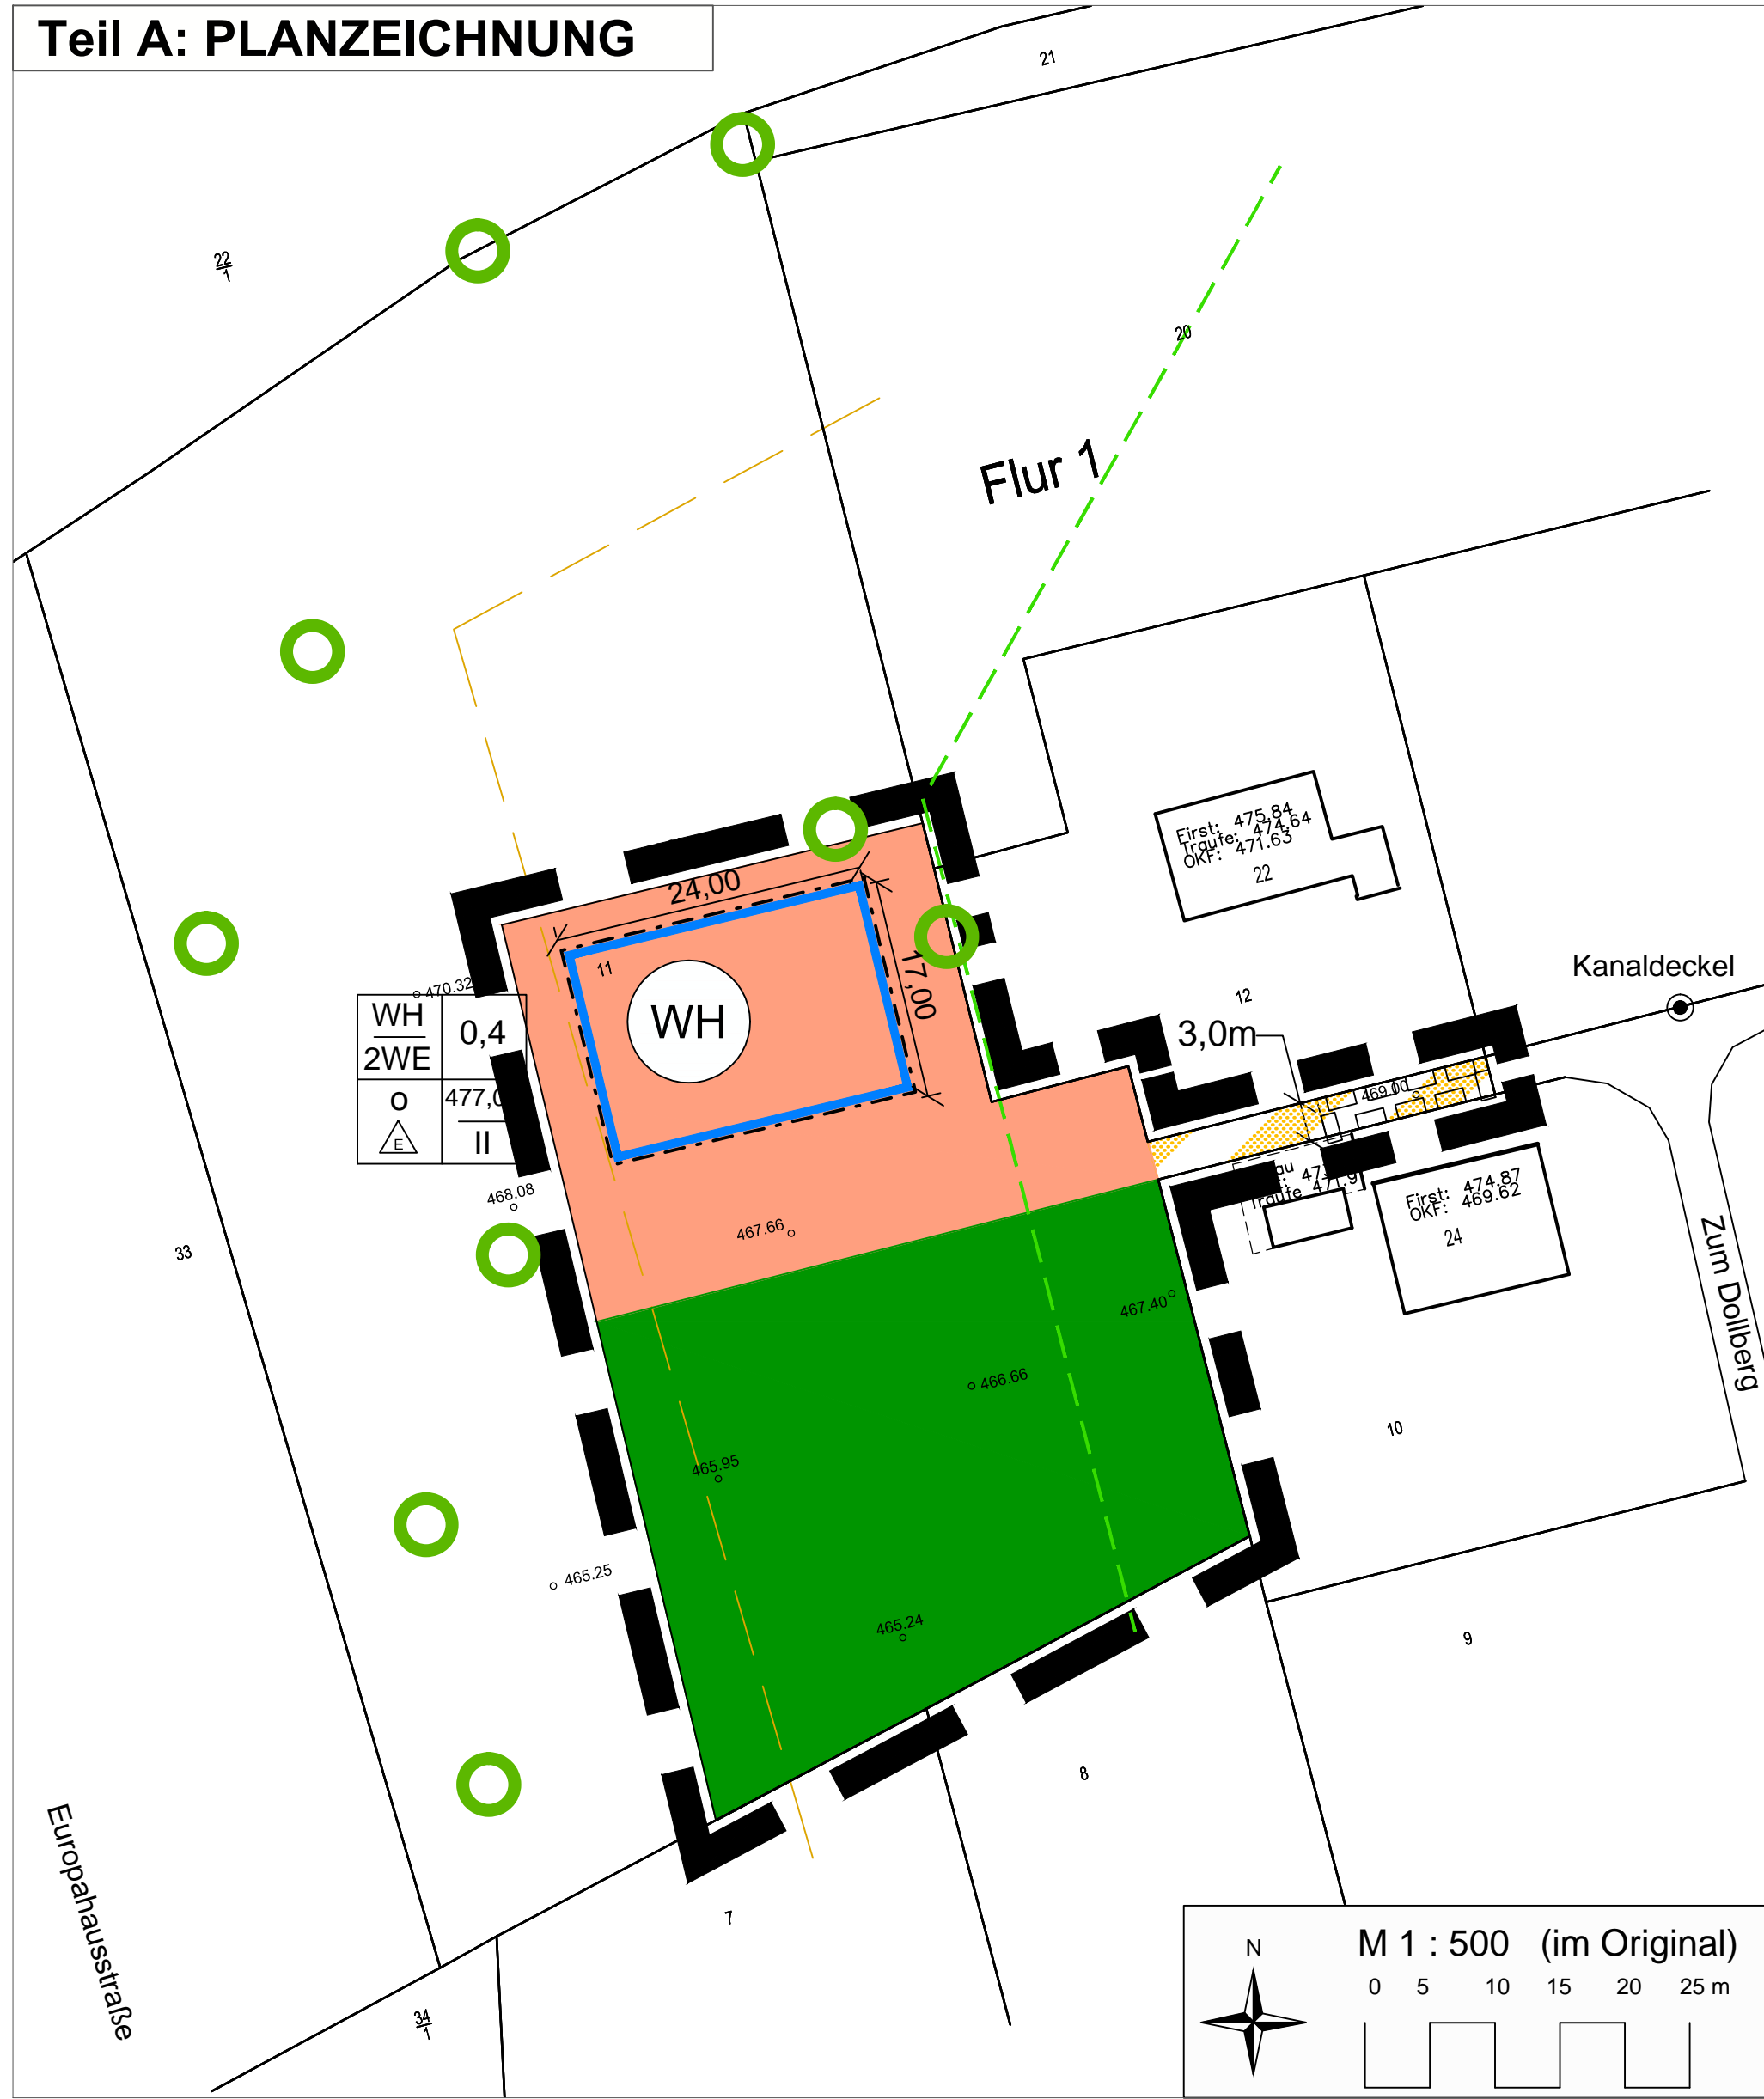 Teil A: PLANZEICHNUNG
21
22
1
20
Flur 1
First: 475,84
Traufe: 474,64
OKF: 471.63
22
24,00
11
17,00
WH
Kanaldeckel
12
3,0m
470.32
WH
2WE
0,4
o
E
II
469.00
468.08
467.66
First: 474.87
OKF: 469.62
24
Traufe
33
467.40
Zum Dollberg
466.66
10
465.95
465.25
465.24
9
8
7
Europahausstraße
34
1
N
M 1 : 500 (im Original)
0 5 10 15 20 25 m